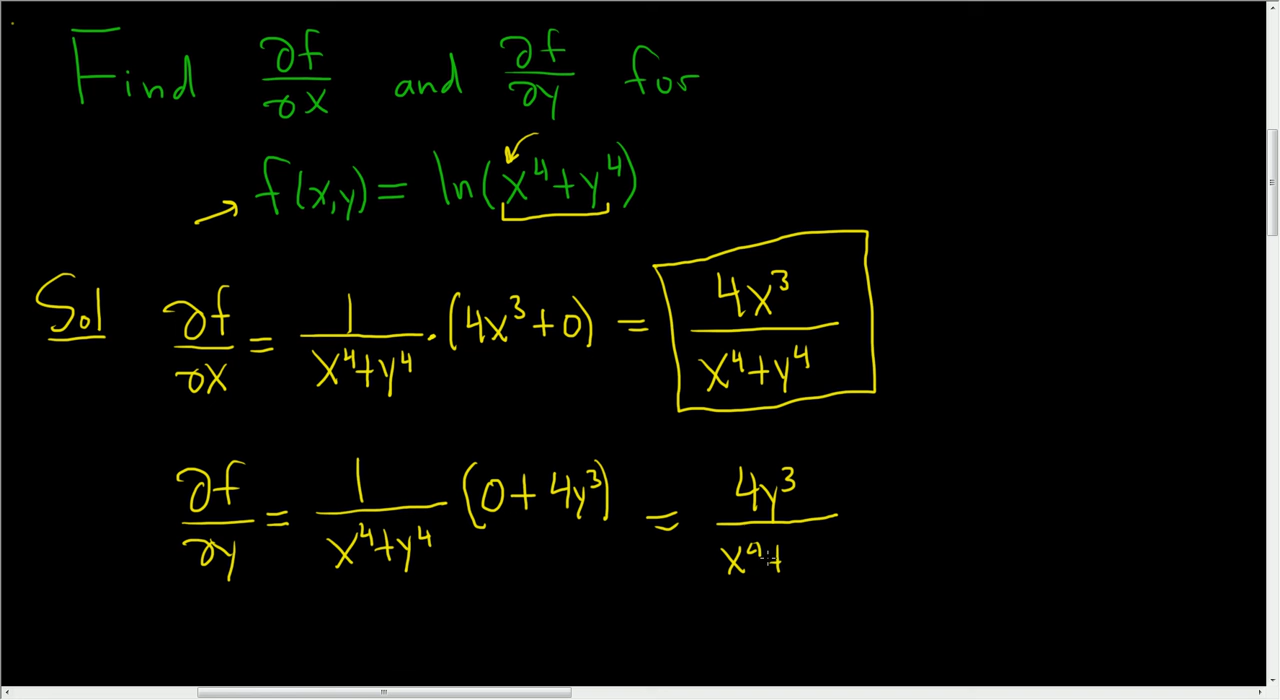 Find ∂f/∂x and ∂f/∂y for
f(x,y) = ln(x⁴+y⁴)
Sol ∂f/∂x = 1/(x⁴+y⁴) · (4x³+0) = 4x³/(x⁴+y⁴)
∂f/∂y = 1/(x⁴+y⁴) (0+4y³) = 4y³/(x⁴+